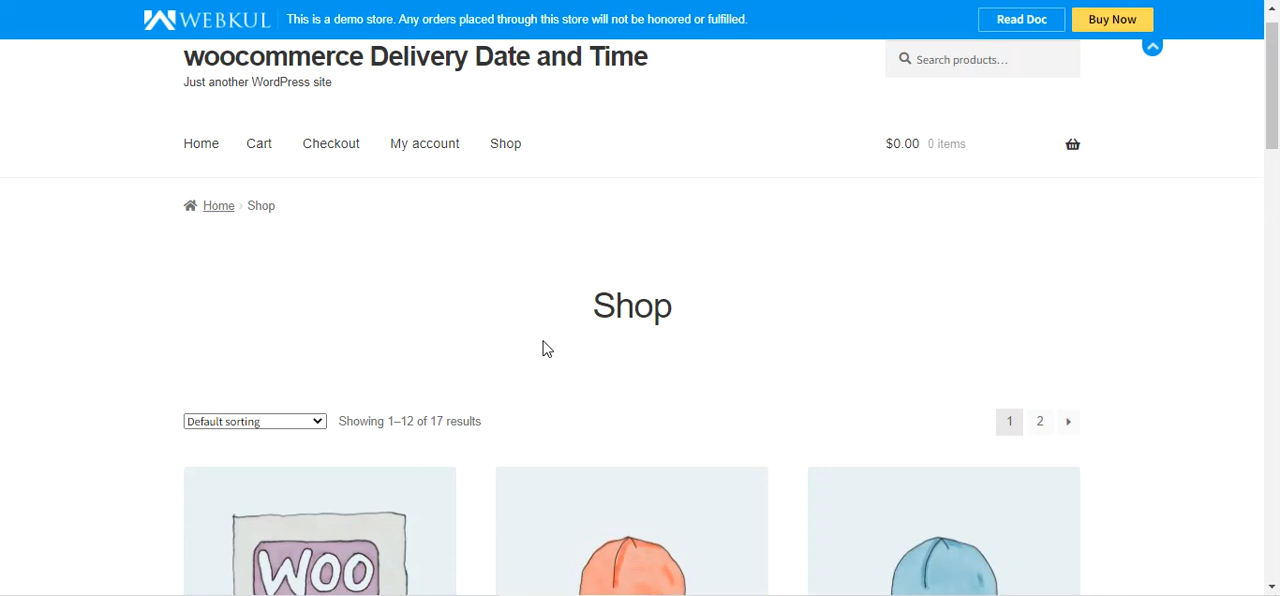 WEBKUL This is a demo store. Any orders placed through this store will not be honored or fulfilled. Read Doc Buy Now
woocommerce Delivery Date and Time
Search products…
Just another WordPress site
Home Cart Checkout My account Shop $0.00 0 items
Home › Shop
Shop
Default sorting Showing 1–12 of 17 results 1 2
WOO